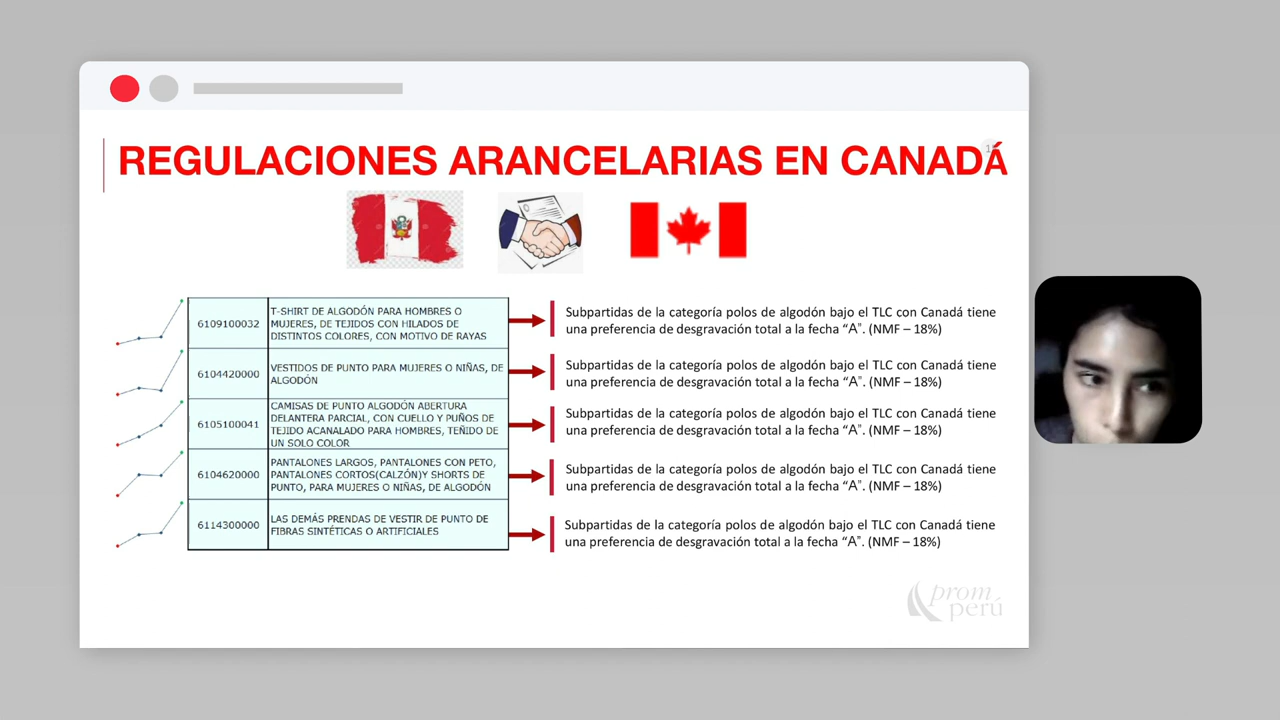 REGULACIONES ARANCELARIAS EN CANADÁ
6109100032
T-SHIRT DE ALGODÓN PARA HOMBRES O
MUJERES, DE TEJIDOS CON HILADOS DE
DISTINTOS COLORES, CON MOTIVO DE RAYAS
Subpartidas de la categoría polos de algodón bajo el TLC con Canadá tiene
una preferencia de desgravación total a la fecha “A”. (NMF – 18%)
6104420000
VESTIDOS DE PUNTO PARA MUJERES O NIÑAS, DE
ALGODÓN
Subpartidas de la categoría polos de algodón bajo el TLC con Canadá tiene
una preferencia de desgravación total a la fecha “A”. (NMF – 18%)
6105100041
CAMISAS DE PUNTO ALGODÓN ABERTURA
DELANTERA PARCIAL, CON CUELLO Y PUÑOS DE
TEJIDO ACANALADO PARA HOMBRES, TEÑIDO DE
UN SOLO COLOR
Subpartidas de la categoría polos de algodón bajo el TLC con Canadá tiene
una preferencia de desgravación total a la fecha “A”. (NMF – 18%)
6104620000
PANTALONES LARGOS, PANTALONES CON PETO,
PANTALONES CORTOS(CALZÓN)Y SHORTS DE
PUNTO, PARA MUJERES O NIÑAS, DE ALGODÓN
Subpartidas de la categoría polos de algodón bajo el TLC con Canadá tiene
una preferencia de desgravación total a la fecha “A”. (NMF – 18%)
6114300000
LAS DEMÁS PRENDAS DE VESTIR DE PUNTO DE
FIBRAS SINTÉTICAS O ARTIFICIALES
Subpartidas de la categoría polos de algodón bajo el TLC con Canadá tiene
una preferencia de desgravación total a la fecha “A”. (NMF – 18%)
prom
perú